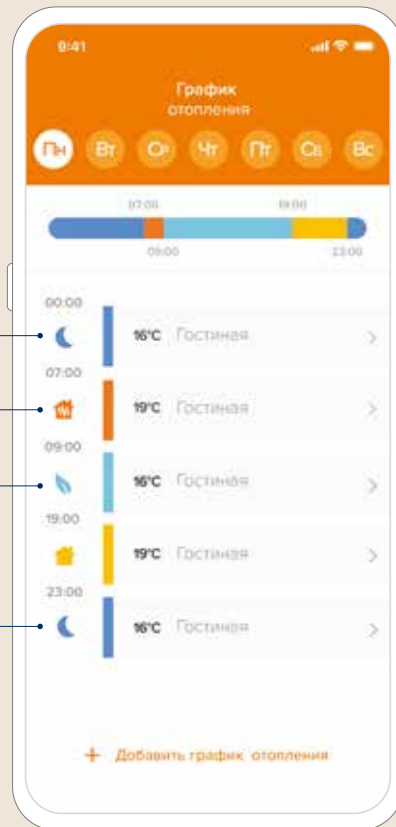 9:41
График
отопления
Пн Вт Ср Чт Пт Сб Вс
07:00 19:00
09:00 23:00
00:00
16°C Гостиная
07:00
19°C Гостиная
09:00
16°C Гостиная
19:00
19°C Гостиная
23:00
16°C Гостиная
+ Добавить график отопления